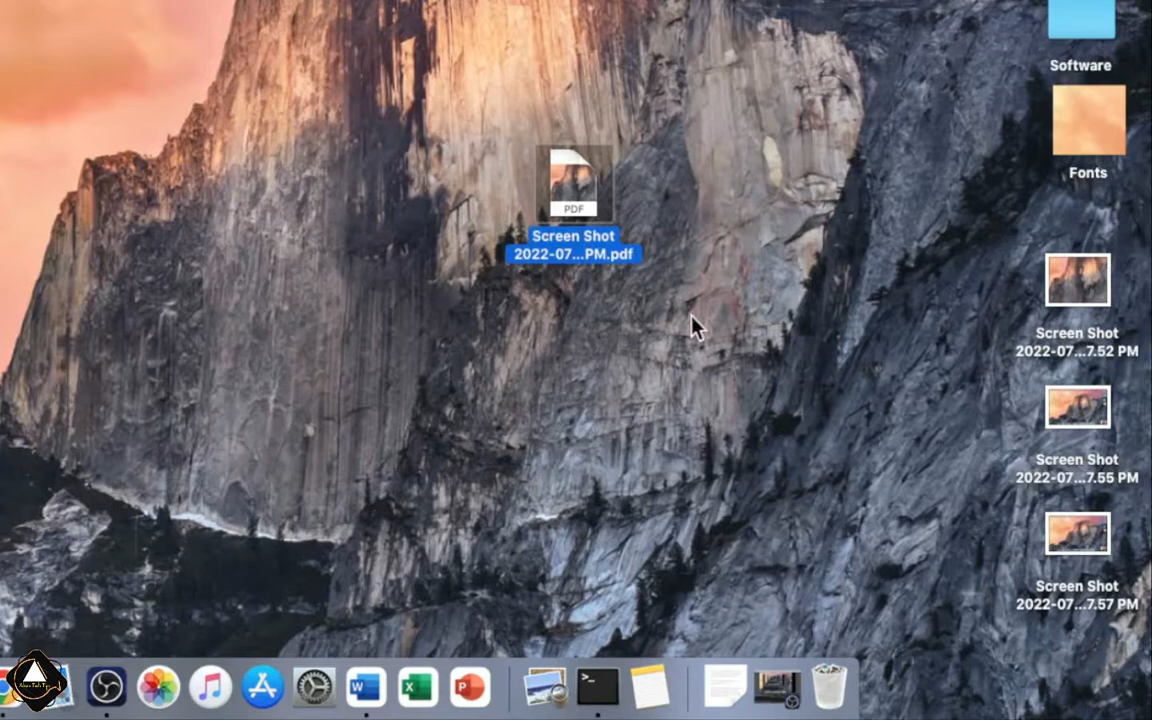 Software
Fonts
PDF
Screen Shot
2022-07...PM.pdf
Screen Shot
2022-07...7.52 PM
Screen Shot
2022-07...7.55 PM
Screen Shot
2022-07...7.57 PM
W
X
P
>_